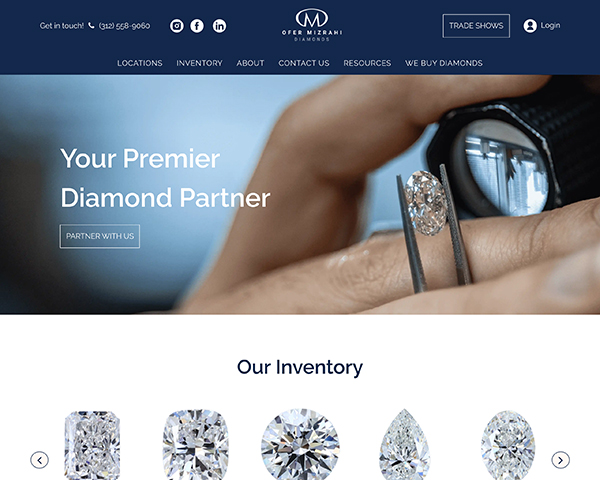 Get in touch! (312) 558-9060
M
OFER MIZRAHI
DIAMONDS
TRADE SHOWS
Login
LOCATIONS INVENTORY ABOUT CONTACT US RESOURCES WE BUY DIAMONDS
Your Premier
Diamond Partner
PARTNER WITH US
Our Inventory